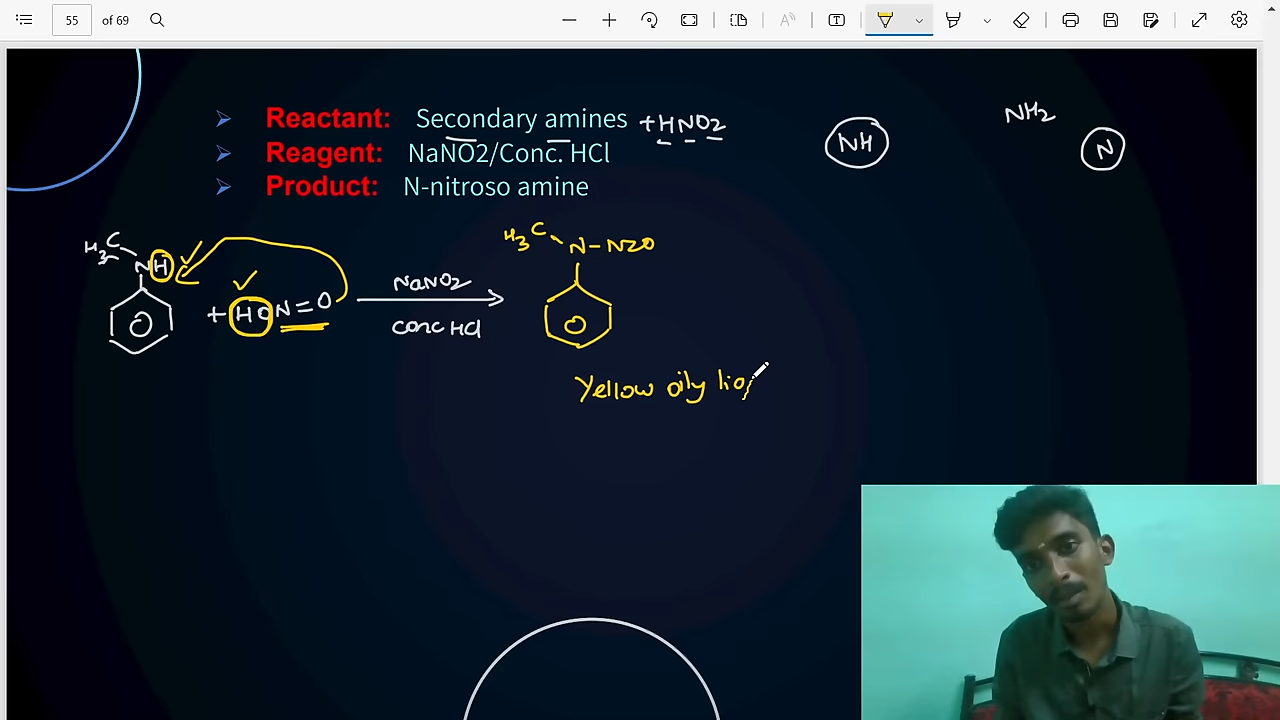 55 of 69
Reactant: Secondary amines + HNO2
Reagent: NaNO2/Conc. HCl
Product: N-nitroso amine
NH
NH2
N
H3C
NH
+ HO N=O
NaNO2
Conc HCl
H3C
N-N=O
Yellow oily liq